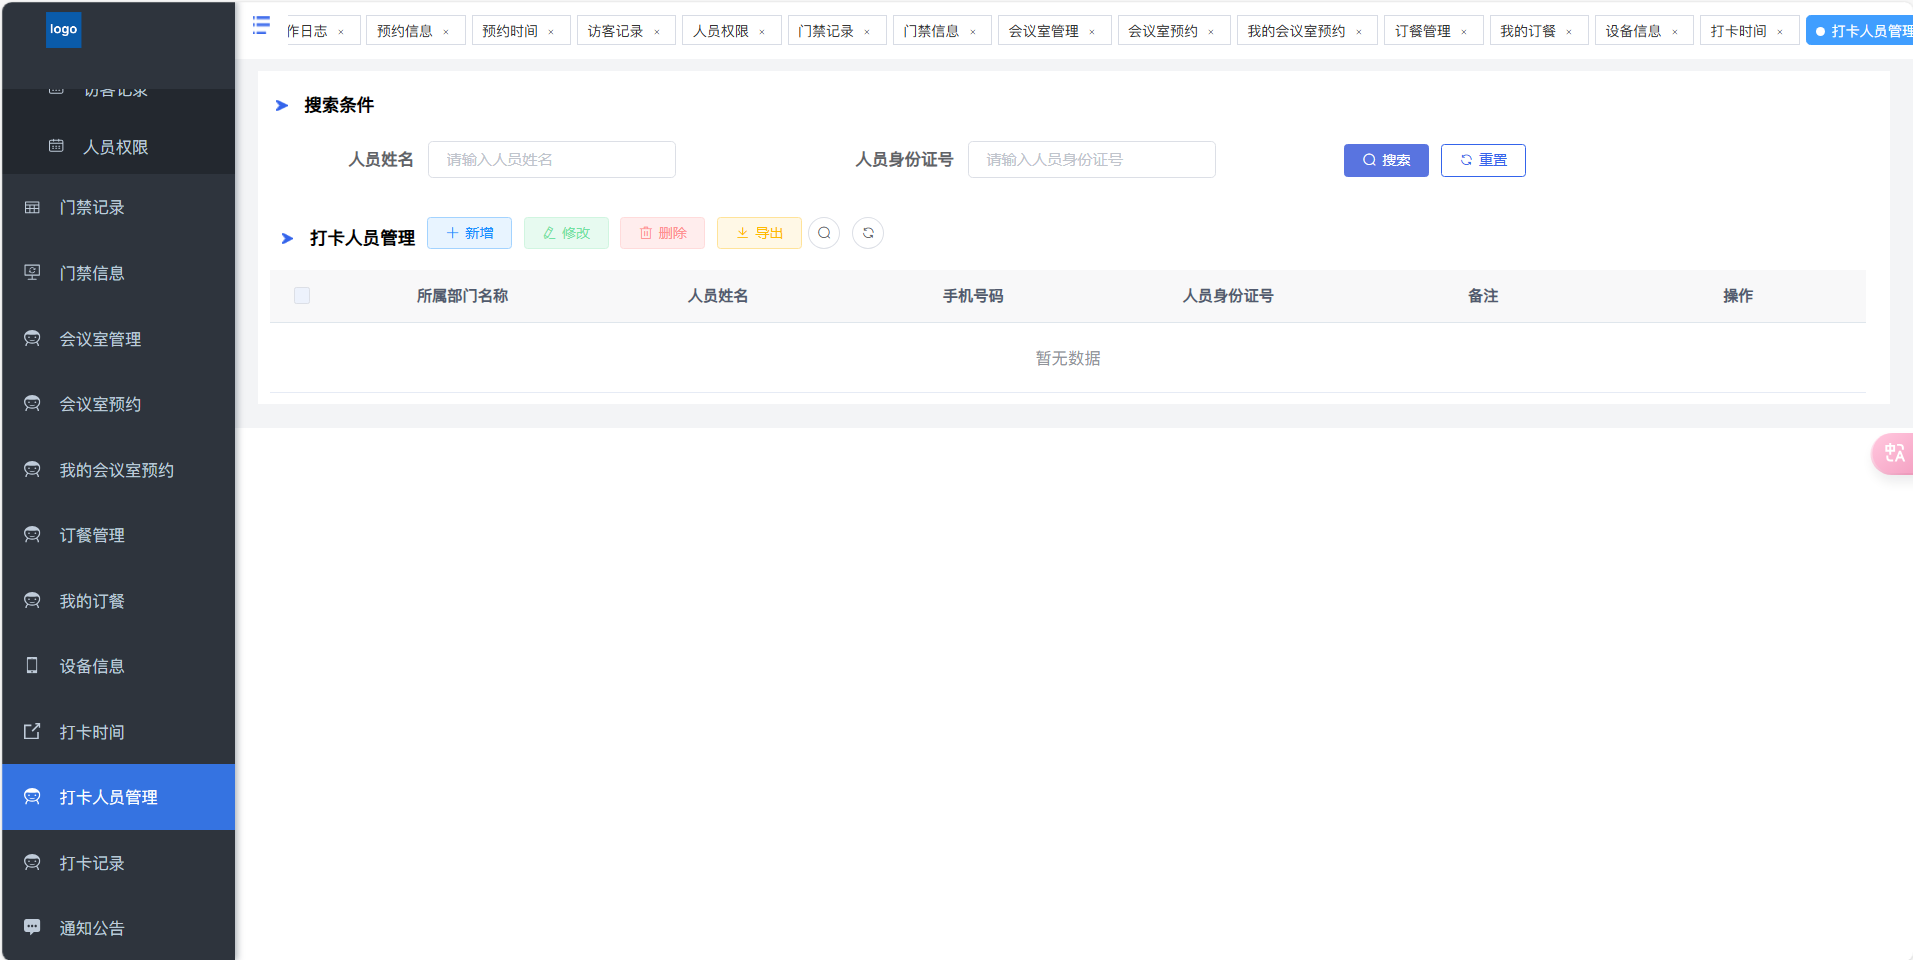 logo
作日志
预约信息
预约时间
访客记录
人员权限
门禁记录
门禁信息
会议室管理
会议室预约
我的会议室预约
订餐管理
我的订餐
设备信息
打卡时间
打卡人员管理
访客记录
人员权限
门禁记录
门禁信息
会议室管理
会议室预约
我的会议室预约
订餐管理
我的订餐
设备信息
打卡时间
打卡人员管理
打卡记录
通知公告
搜索条件
人员姓名 请输入人员姓名 人员身份证号 请输入人员身份证号 搜索 重置
打卡人员管理 新增 修改 删除 导出
所属部门名称 人员姓名 手机号码 人员身份证号 备注 操作
暂无数据
中A